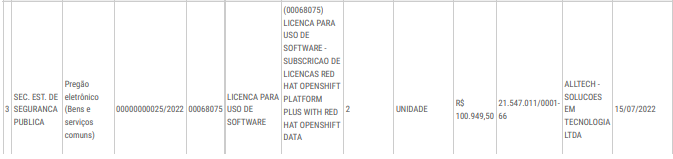 3
SEC. EST. DE
SEGURANCA
PUBLICA
Pregão
eletrônico
(Bens e
serviços
comuns)
00000000025/2022
00068075
LICENCA PARA
USO DE
SOFTWARE
(00068075)
LICENCA PARA
USO DE
SOFTWARE -
SUBSCRICAO DE
LICENCAS RED
HAT OPENSHIFT
PLATFORM
PLUS WITH RED
HAT OPENSHIFT
DATA
2
UNIDADE
R$
100.949,50
21.547.011/0001-
66
ALLTECH -
SOLUCOES
EM
TECNOLOGIA
LTDA
15/07/2022